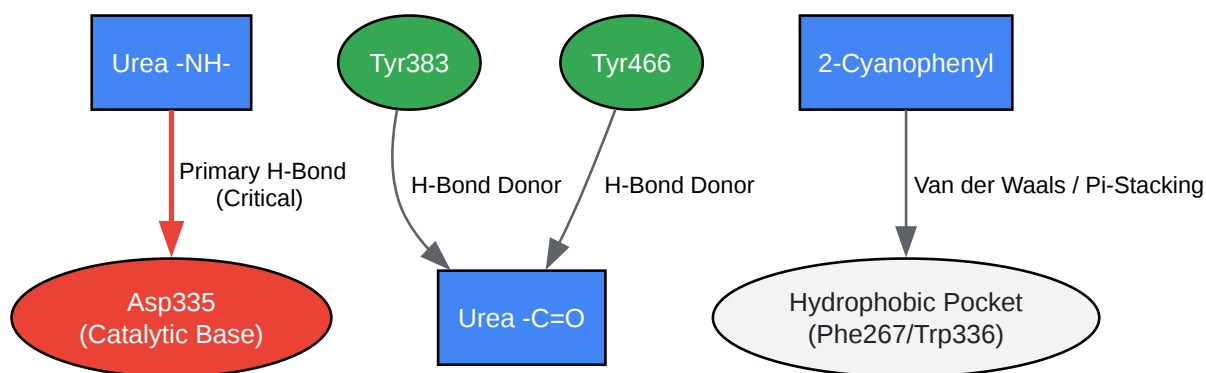 Urea -NH-
Tyr383
Tyr466
2-Cyanophenyl
Primary H-Bond
(Critical)
H-Bond Donor
H-Bond Donor
Van der Waals / Pi-Stacking
Asp335
(Catalytic Base)
Urea -C=O
Hydrophobic Pocket
(Phe267/Trp336)